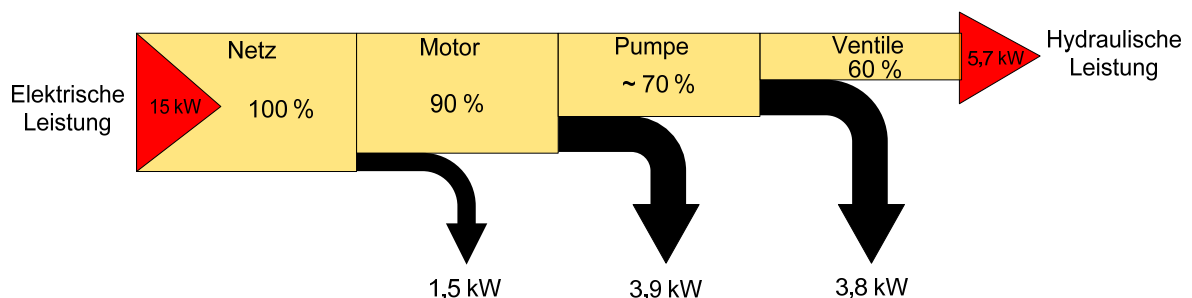 Elektrische
Leistung
15 kW
Netz
100 %
Motor
90 %
Pumpe
~ 70 %
Ventile
60 %
5,7 kW
Hydraulische
Leistung
1,5 kW
3,9 kW
3,8 kW